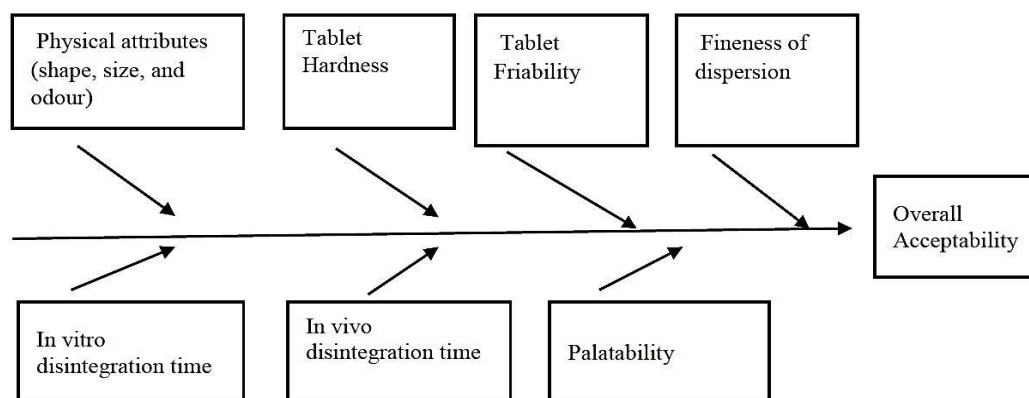 Physical attributes
(shape, size, and
odour)
Tablet
Hardness
Tablet
Friability
Fineness of
dispersion
Overall
Acceptability
In vitro
disintegration time
In vivo
disintegration time
Palatability